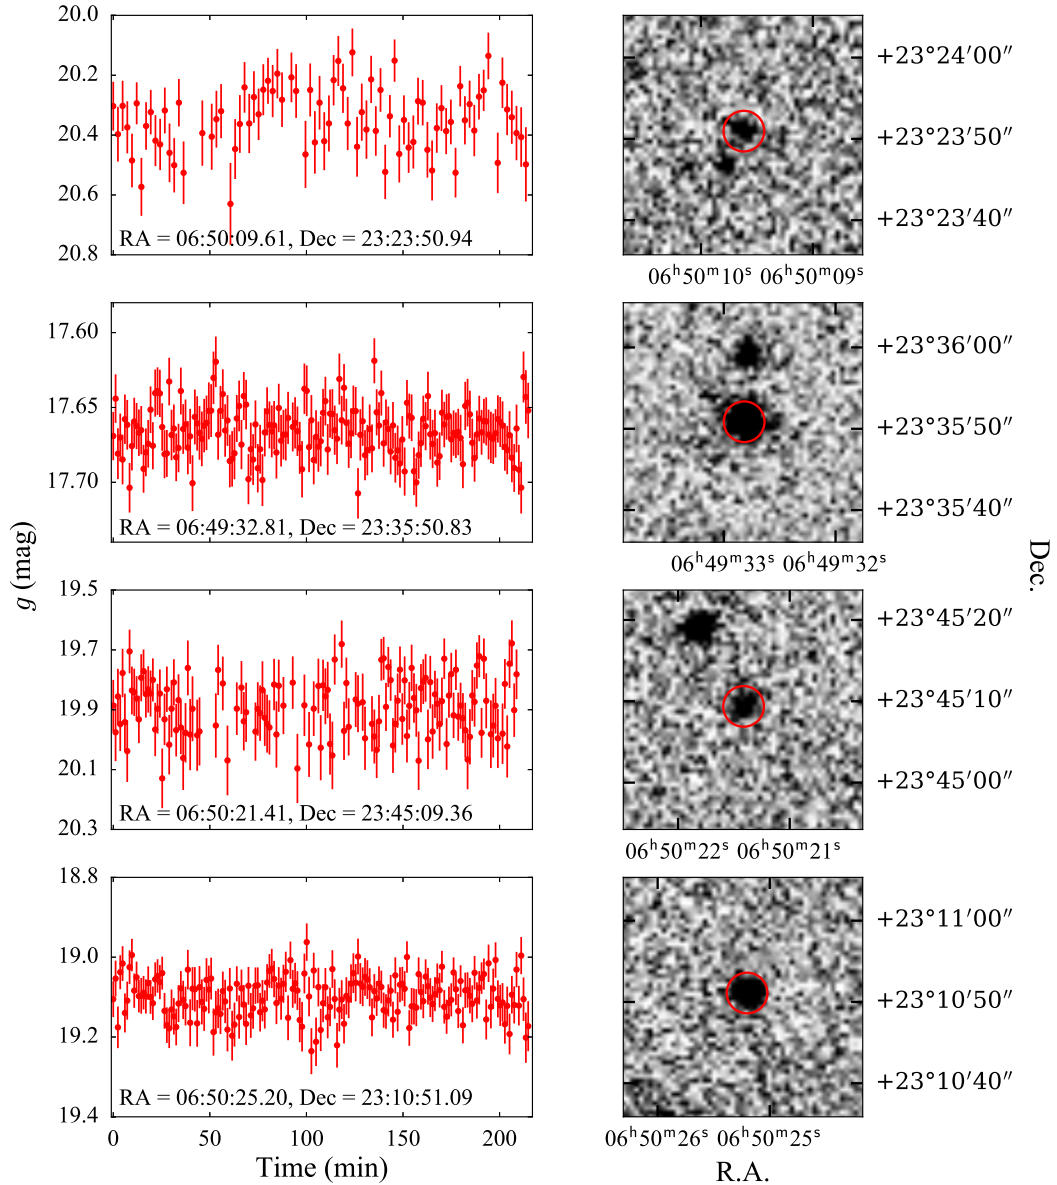 20.0
20.2
20.4
20.6
20.8
RA = 06:50:09.61, Dec = 23:23:50.94
+23°24′00″
+23°23′50″
+23°23′40″
06ʰ50ᵐ10ˢ 06ʰ50ᵐ09ˢ
17.60
17.65
17.70
RA = 06:49:32.81, Dec = 23:35:50.83
+23°36′00″
+23°35′50″
+23°35′40″
06ʰ49ᵐ33ˢ 06ʰ49ᵐ32ˢ
g (mag)
Dec.
19.5
19.7
19.9
20.1
20.3
RA = 06:50:21.41, Dec = 23:45:09.36
+23°45′20″
+23°45′10″
+23°45′00″
06ʰ50ᵐ22ˢ 06ʰ50ᵐ21ˢ
18.8
19.0
19.2
19.4
RA = 06:50:25.20, Dec = 23:10:51.09
0 50 100 150 200
Time (min)
+23°11′00″
+23°10′50″
+23°10′40″
06ʰ50ᵐ26ˢ 06ʰ50ᵐ25ˢ
R.A.